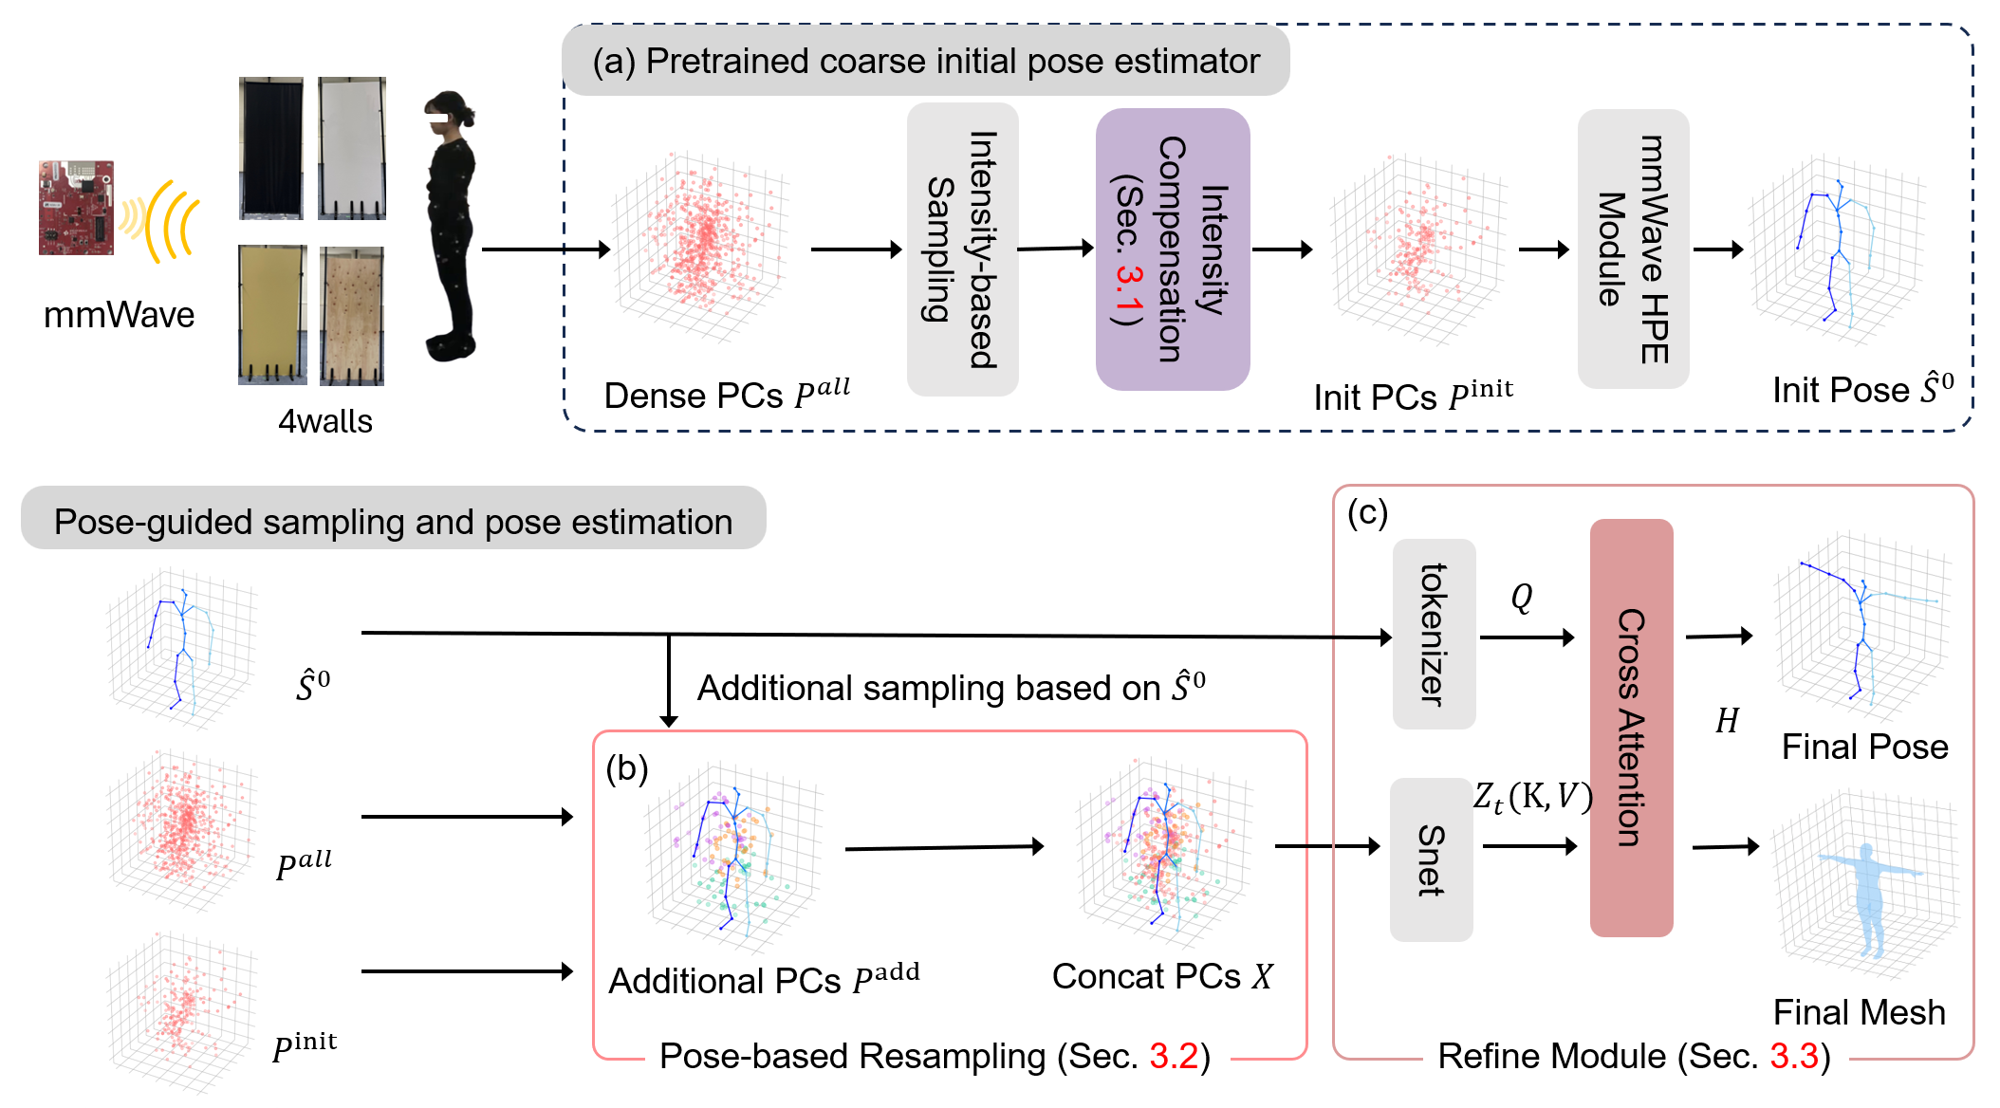 (a) Pretrained coarse initial pose estimator
mmWave
4walls
Dense PCs P^all
Intensity-based
Sampling
Intensity
Compensation
(Sec. 3.1)
Init PCs P^init
mmWave HPE
Module
Init Pose Ŝ⁰
Pose-guided sampling and pose estimation
Ŝ⁰
P^all
P^init
Additional sampling based on Ŝ⁰
(b)
Additional PCs P^add
Concat PCs X
Pose-based Resampling (Sec. 3.2)
(c)
tokenizer
Q
Snet
Z_t(K, V)
Cross Attention
H
Final Pose
Final Mesh
Refine Module (Sec. 3.3)